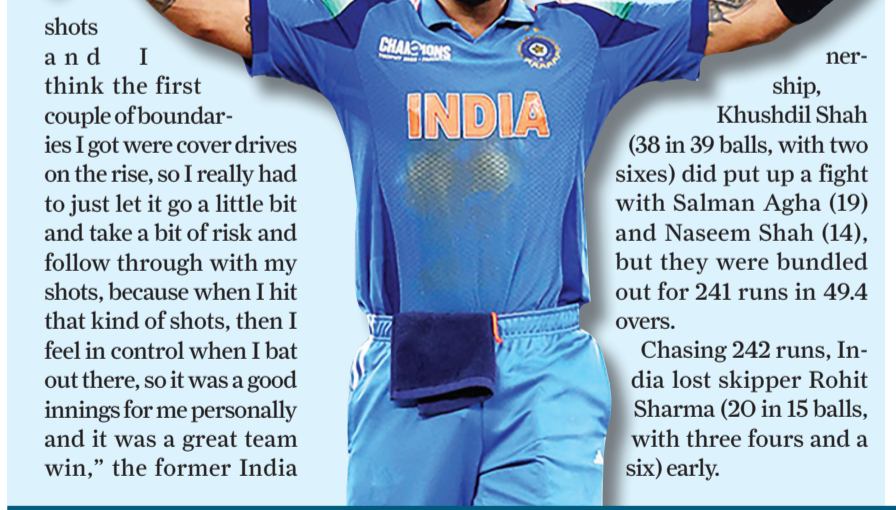 shots
and I
think the first
couple of boundar-
ies I got were cover drives
on the rise, so I really had
to just let it go a little bit
and take a bit of risk and
follow through with my
shots, because when I hit
that kind of shots, then I
feel in control when I bat
out there, so it was a good
innings for me personally
and it was a great team
win,” the former India
CHAMPIONS
INDIA
ner-
ship,
Khushdil Shah
(38 in 39 balls, with two
sixes) did put up a fight
with Salman Agha (19)
and Naseem Shah (14),
but they were bundled
out for 241 runs in 49.4
overs.
Chasing 242 runs, In-
dia lost skipper Rohit
Sharma (20 in 15 balls,
with three fours and a
six) early.